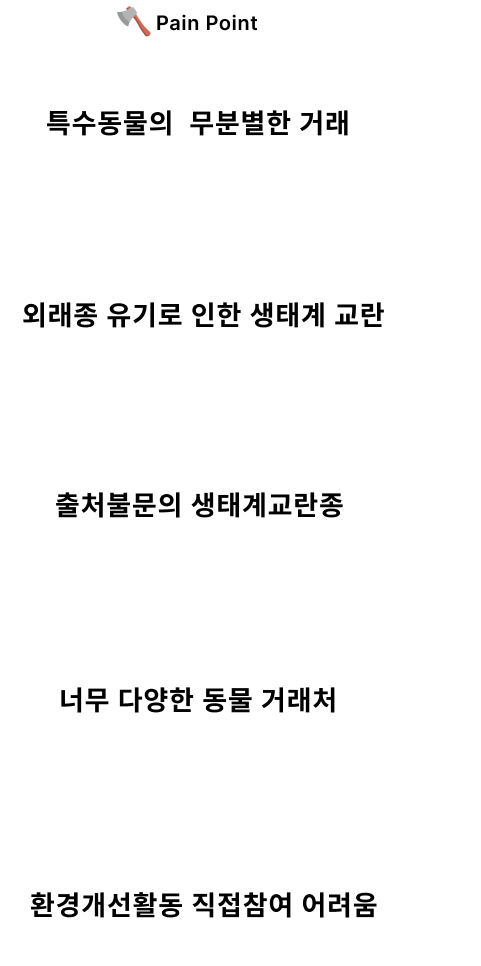 Pain Point
특수동물의 무분별한 거래
외래종 유기로 인한 생태계 교란
출처불문의 생태계교란종
너무 다양한 동물 거래처
환경개선활동 직접참여 어려움